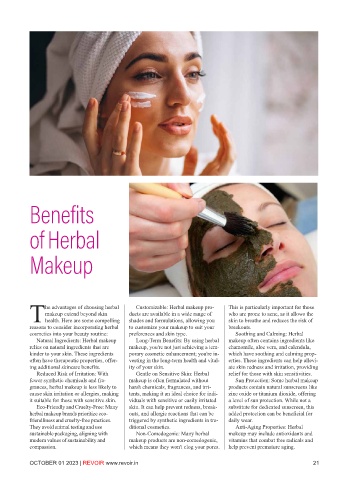 Benefits
of Herbal
Makeup
The advantages of choosing herbal
makeup extend beyond skin
health. Here are some compelling
reasons to consider incorporating herbal
cosmetics into your beauty routine:
Natural Ingredients: Herbal makeup
relies on natural ingredients that are
kinder to your skin. These ingredients
often have therapeutic properties, offer-
ing additional skincare benefits.
Reduced Risk of Irritation: With
fewer synthetic chemicals and fra-
grances, herbal makeup is less likely to
cause skin irritation or allergies, making
it suitable for those with sensitive skin.
Eco-Friendly and Cruelty-Free: Many
herbal makeup brands prioritize eco-
friendliness and cruelty-free practices.
They avoid animal testing and use
sustainable packaging, aligning with
modern values of sustainability and
compassion.
Customizable: Herbal makeup pro-
ducts are available in a wide range of
shades and formulations, allowing you
to customize your makeup to suit your
preferences and skin type.
Long-Term Benefits: By using herbal
makeup, you're not just achieving a tem-
porary cosmetic enhancement; you're in-
vesting in the long-term health and vital-
ity of your skin.
Gentle on Sensitive Skin: Herbal
makeup is often formulated without
harsh chemicals, fragrances, and irri-
tants, making it an ideal choice for indi-
viduals with sensitive or easily irritated
skin. It can help prevent redness, break-
outs, and allergic reactions that can be
triggered by synthetic ingredients in tra-
ditional cosmetics.
Non-Comedogenic: Many herbal
makeup products are non-comedogenic,
which means they won't clog your pores.
This is particularly important for those
who are prone to acne, as it allows the
skin to breathe and reduces the risk of
breakouts.
Soothing and Calming: Herbal
makeup often contains ingredients like
chamomile, aloe vera, and calendula,
which have soothing and calming prop-
erties. These ingredients can help allevi-
ate skin redness and irritation, providing
relief for those with skin sensitivities.
Sun Protection: Some herbal makeup
products contain natural sunscreens like
zinc oxide or titanium dioxide, offering
a level of sun protection. While not a
substitute for dedicated sunscreen, this
added protection can be beneficial for
daily wear.
Anti-Aging Properties: Herbal
makeup may include antioxidants and
vitamins that combat free radicals and
help prevent premature aging.
OCTOBER 01 2023 | REVOIR www.revoir.in 21